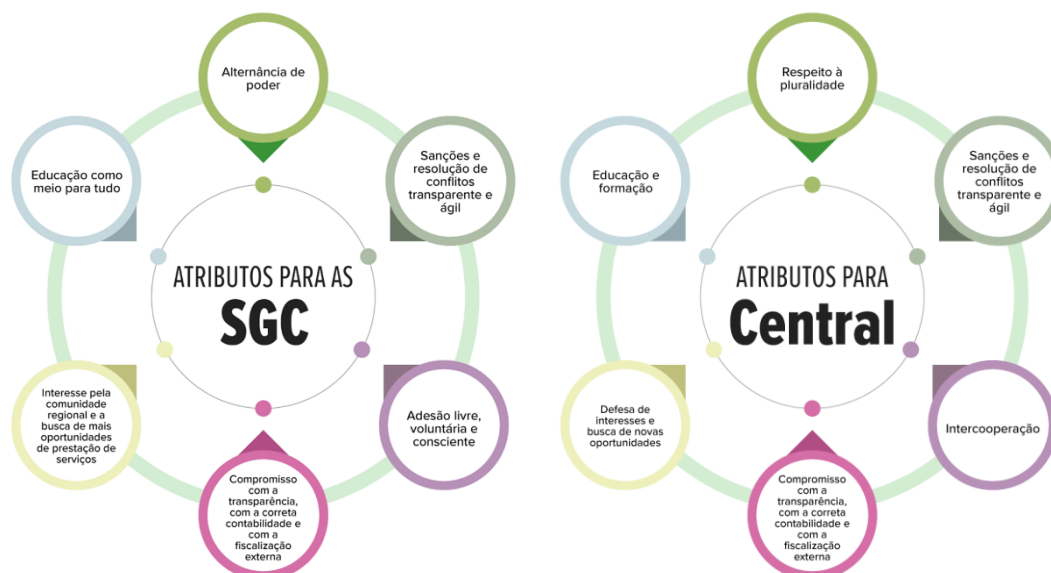 Alternância de
poder
Sanções e
resolução de
conflitos
transparente e
ágil
Adesão livre,
voluntária e
consciente
Compromisso
com a
transparência,
com a correta
contabilidade e
com a
fiscalização
externa
Interesse pela
comunidade
regional e a
busca de mais
oportunidades
de prestação de
serviços
Educação como
meio para tudo
ATRIBUTOS PARA AS
SGC
Respeito à
pluralidade
Sanções e
resolução de
conflitos
transparente e
ágil
Intercooperação
Compromisso
com a
transparência,
com a correta
contabilidade e
com a
fiscalização
externa
Defesa de
interesses e
busca de novas
oportunidades
Educação e
formação
ATRIBUTOS PARA
Central